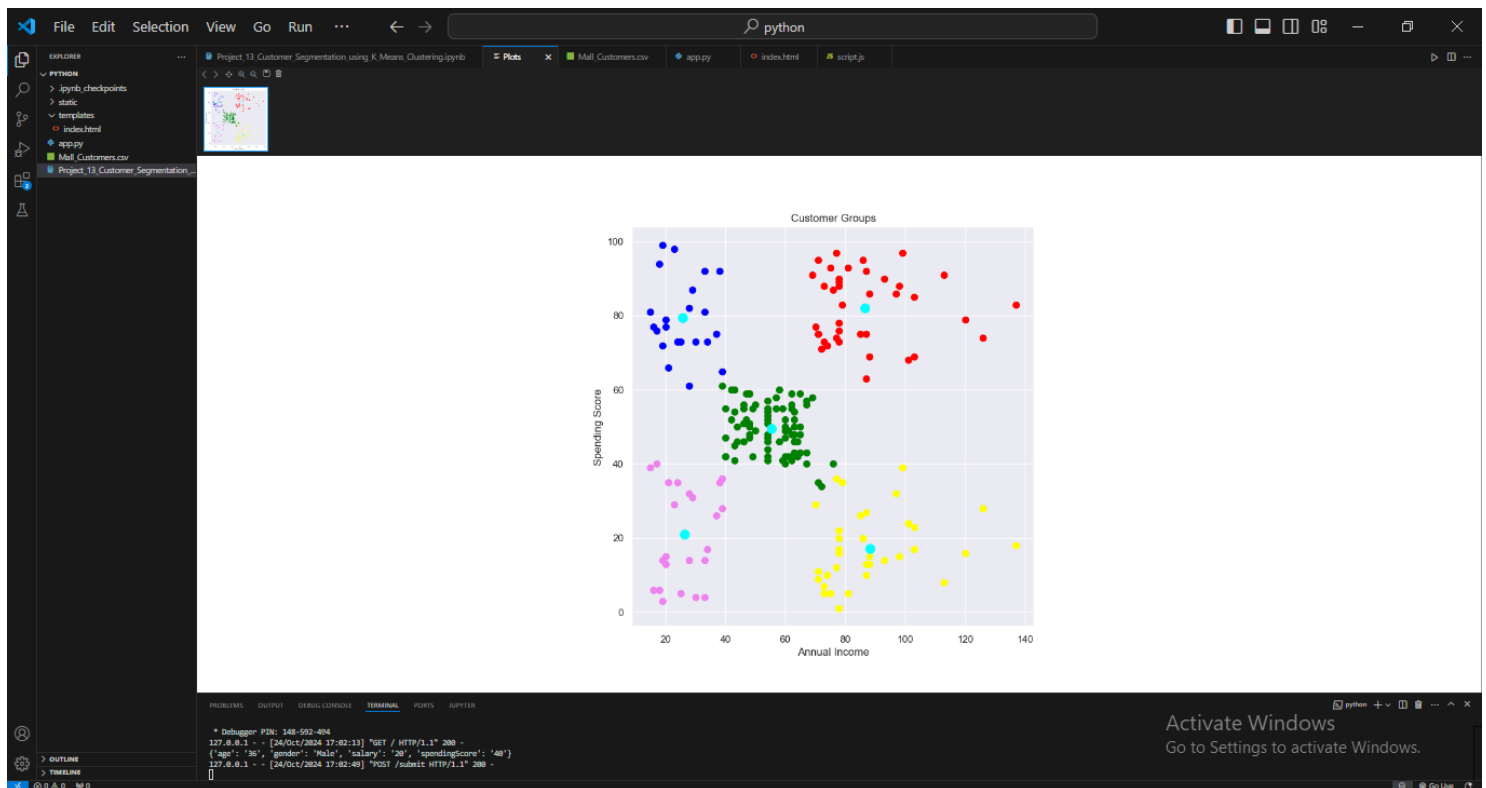 File Edit Selection View Go Run ··· python
EXPLORER ···
Project_13_Customer_Segmentation_using_K_Means_Clustering.ipynb Plots Mall_Customers.csv app.py index.html JS script.js
PYTHON
.ipynb_checkpoints
static
templates
index.html
app.py
Mall_Customers.csv
Project_13_Customer_Segmentation_...
Customer Groups
100
80
60
40
20
0
Spending Score
20 40 60 80 100 120 140
Annual Income
PROBLEMS OUTPUT DEBUG CONSOLE TERMINAL PORTS JUPYTER
python
* Debugger PIN: 148-592-494
127.0.0.1 - - [24/Oct/2024 17:02:13] "GET / HTTP/1.1" 200 -
{'age': '36', 'gender': 'Male', 'salary': '20', 'spendingScore': '40'}
127.0.0.1 - - [24/Oct/2024 17:02:49] "POST /submit HTTP/1.1" 200 -
Activate Windows
Go to Settings to activate Windows.
OUTLINE
TIMELINE
0 0 0 Go Live